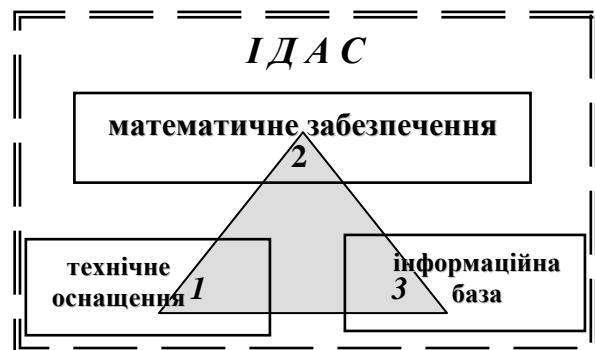 І Д А С
математичне забезпечення
2
технічне
оснащення 1
інформаційна
3 база